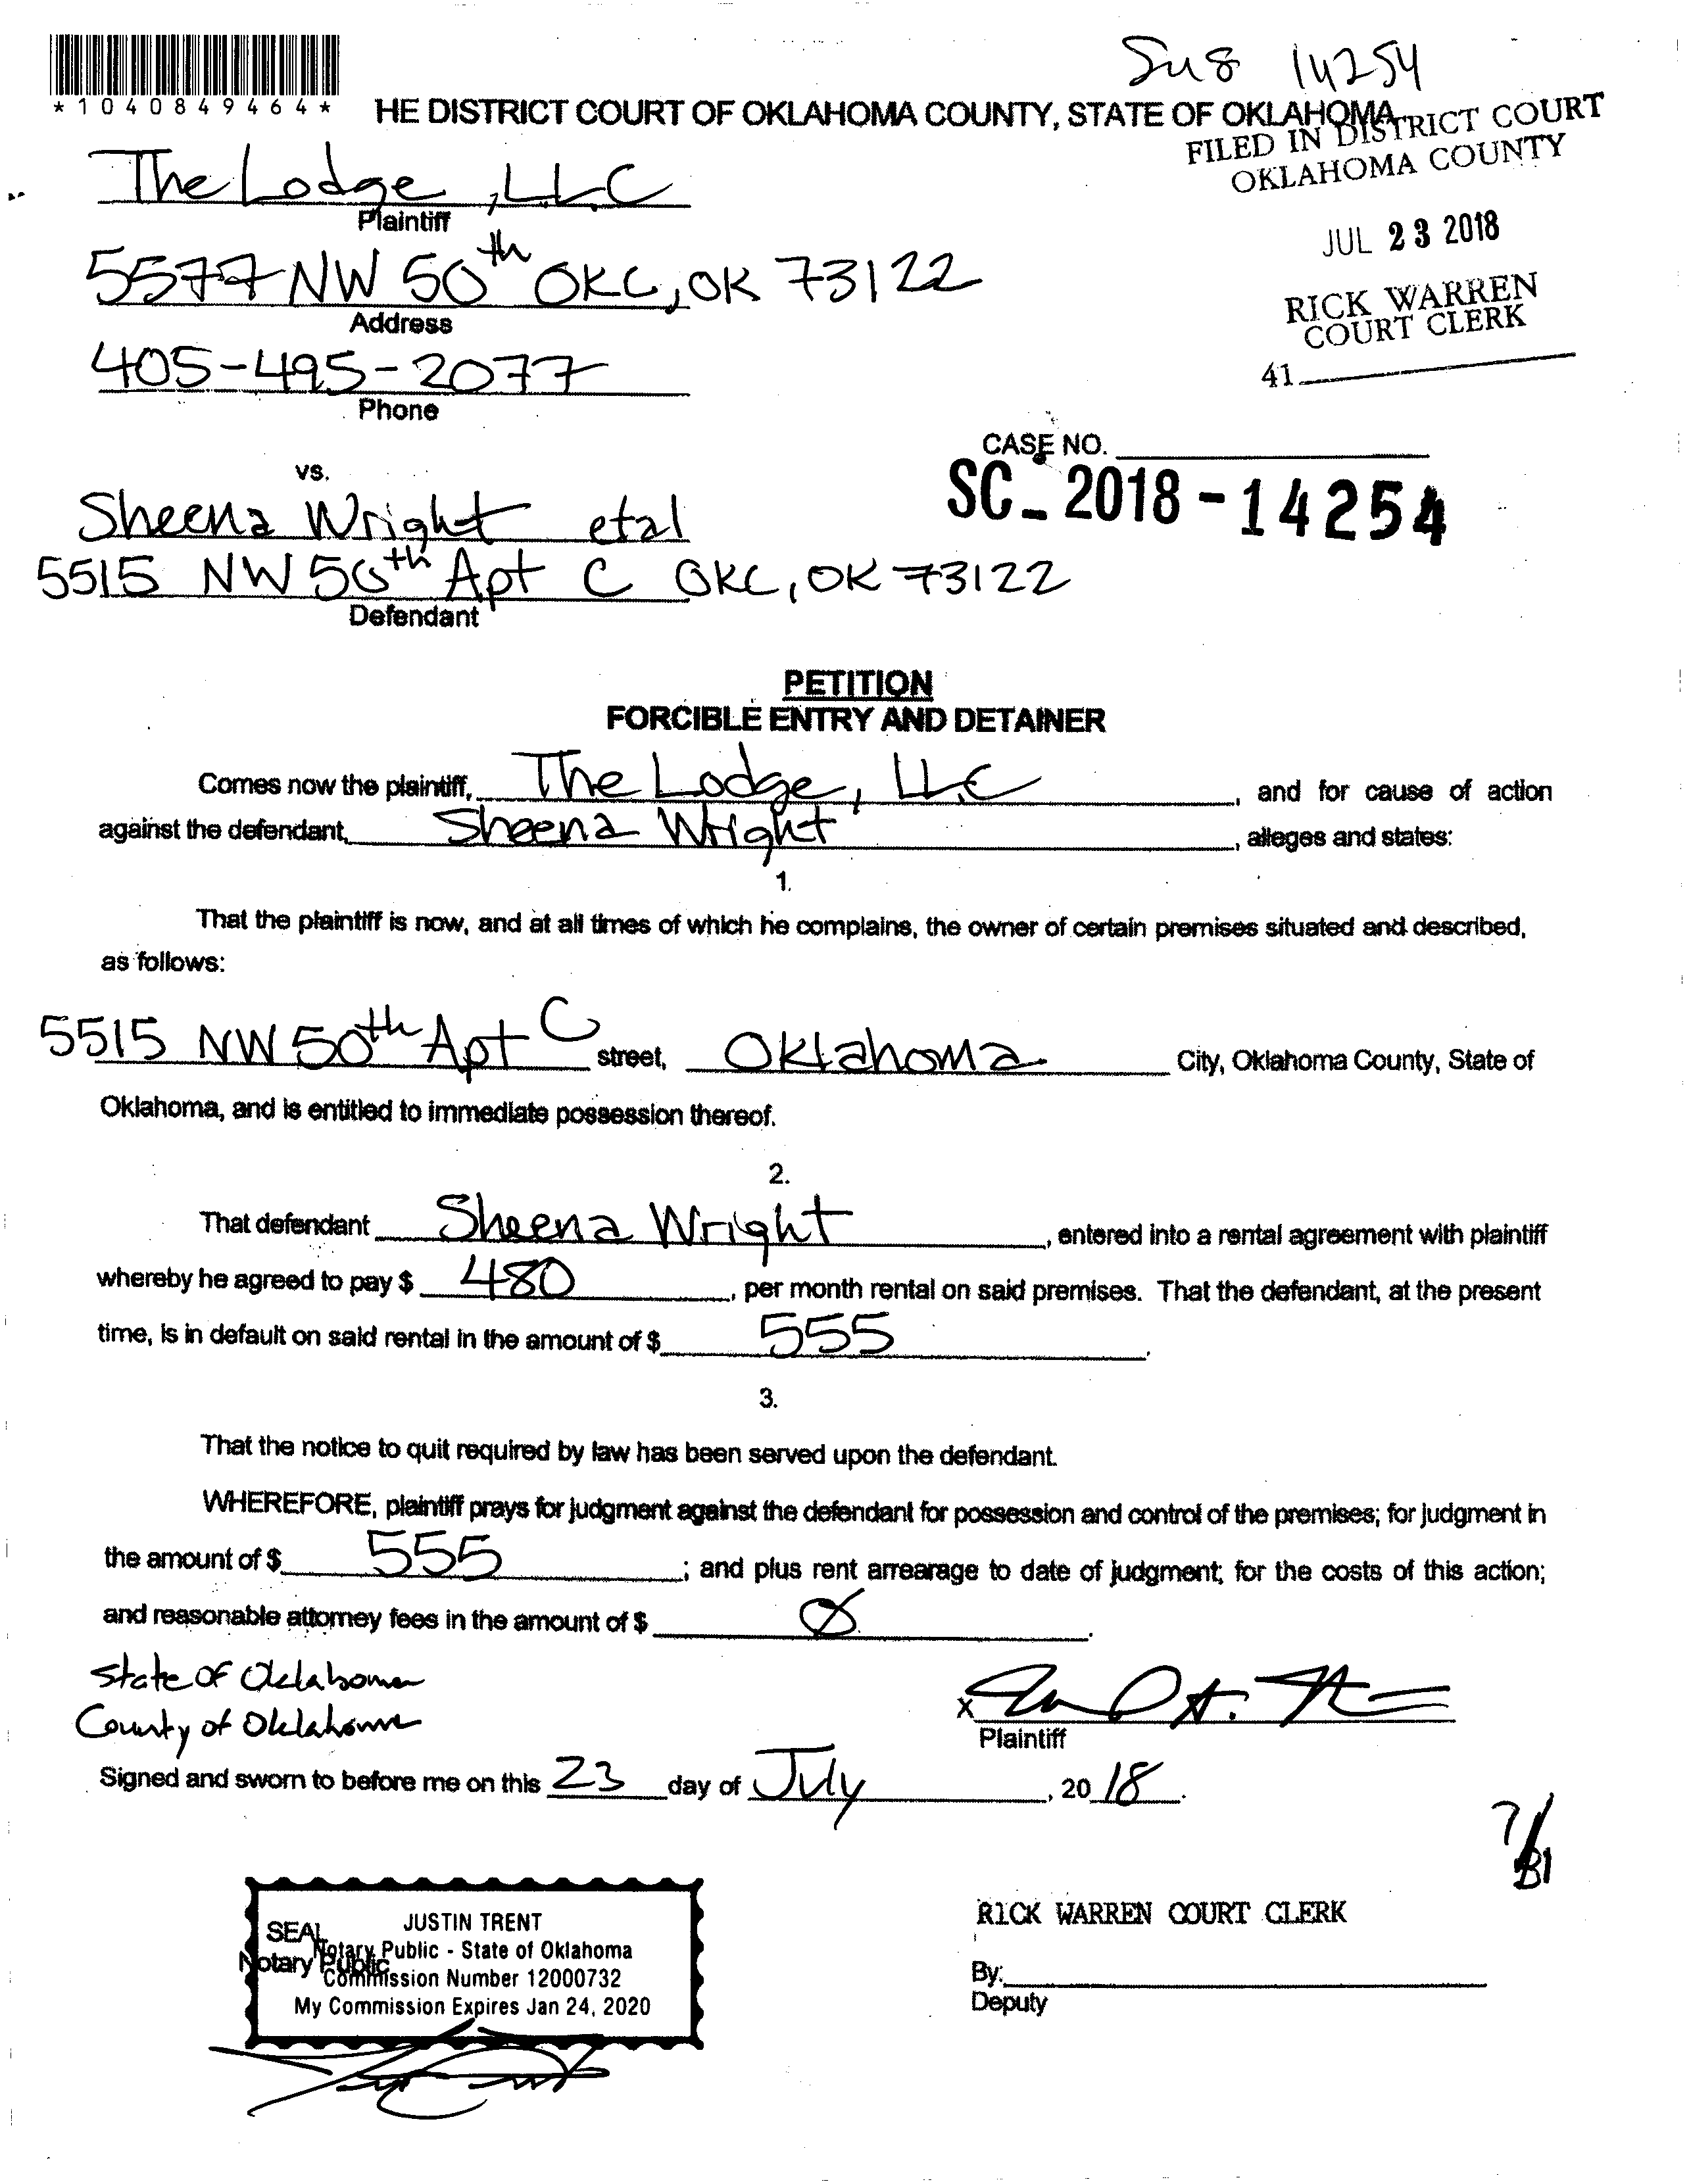 Su8 14254
*1040849464*
HE DISTRICT COURT OF OKLAHOMA COUNTY, STATE OF OKLAHOMA
FILED IN DISTRICT COURT
OKLAHOMA COUNTY
The Lodge, LLC
Plaintiff
JUL 23 2018
5577 NW 50th OKC, OK 73122
Address
RICK WARREN
COURT CLERK
405-495-2077
41
Phone
CASE NO.
vs.
SC-2018-14254
Sheena Wright etal
5515 NW 50th Apt C OKC, OK 73122
Defendant
PETITION
FORCIBLE ENTRY AND DETAINER
Comes now the plaintiff, The Lodge, LLC, and for cause of action
against the defendant, Sheena Wright, alleges and states:
1.
That the plaintiff is now, and at all times of which he complains, the owner of certain premises situated and described,
as follows:
5515 NW 50th Apt C street, Oklahoma City, Oklahoma County, State of
Oklahoma, and is entitled to immediate possession thereof.
2.
That defendant Sheena Wright, entered into a rental agreement with plaintiff
whereby he agreed to pay $ 480, per month rental on said premises. That the defendant, at the present
time, is in default on said rental in the amount of $ 555.
3.
That the notice to quit required by law has been served upon the defendant.
WHEREFORE, plaintiff prays for judgment against the defendant for possession and control of the premises; for judgment in
the amount of $ 555; and plus rent arrearage to date of judgment; for the costs of this action;
and reasonable attorney fees in the amount of $ Ø.
State of Oklahoma
County of Oklahoma
X
Plaintiff
Signed and sworn to before me on this 23 day of July, 2018.
7/31
SEAL
JUSTIN TRENT
Notary Public - State of Oklahoma
Notary Public
Commission Number 12000732
My Commission Expires Jan 24, 2020
RICK WARREN COURT CLERK
By:
Deputy